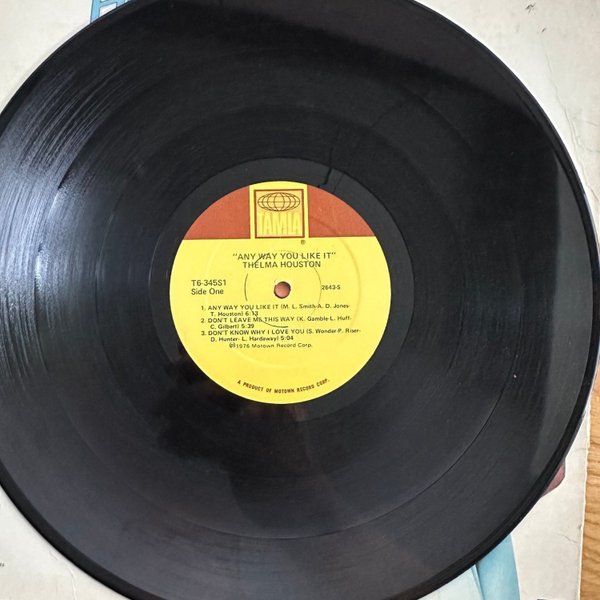 TAMLA
®
"ANY WAY YOU LIKE IT"
THELMA HOUSTON
T6-345S1
Side One
2643-S
1. ANY WAY YOU LIKE IT (M. L. Smith-A. D. Jones-
T. Houston) 6:13
2. DON'T LEAVE ME THIS WAY (K. Gamble-L. Huff-
C. Gilbert) 5:39
3. DON'T KNOW WHY I LOVE YOU (S. Wonder-P. Riser-
D. Hunter- L. Hardaway) 5:04
℗1976 Motown Record Corp.
A PRODUCT OF MOTOWN RECORD CORP.